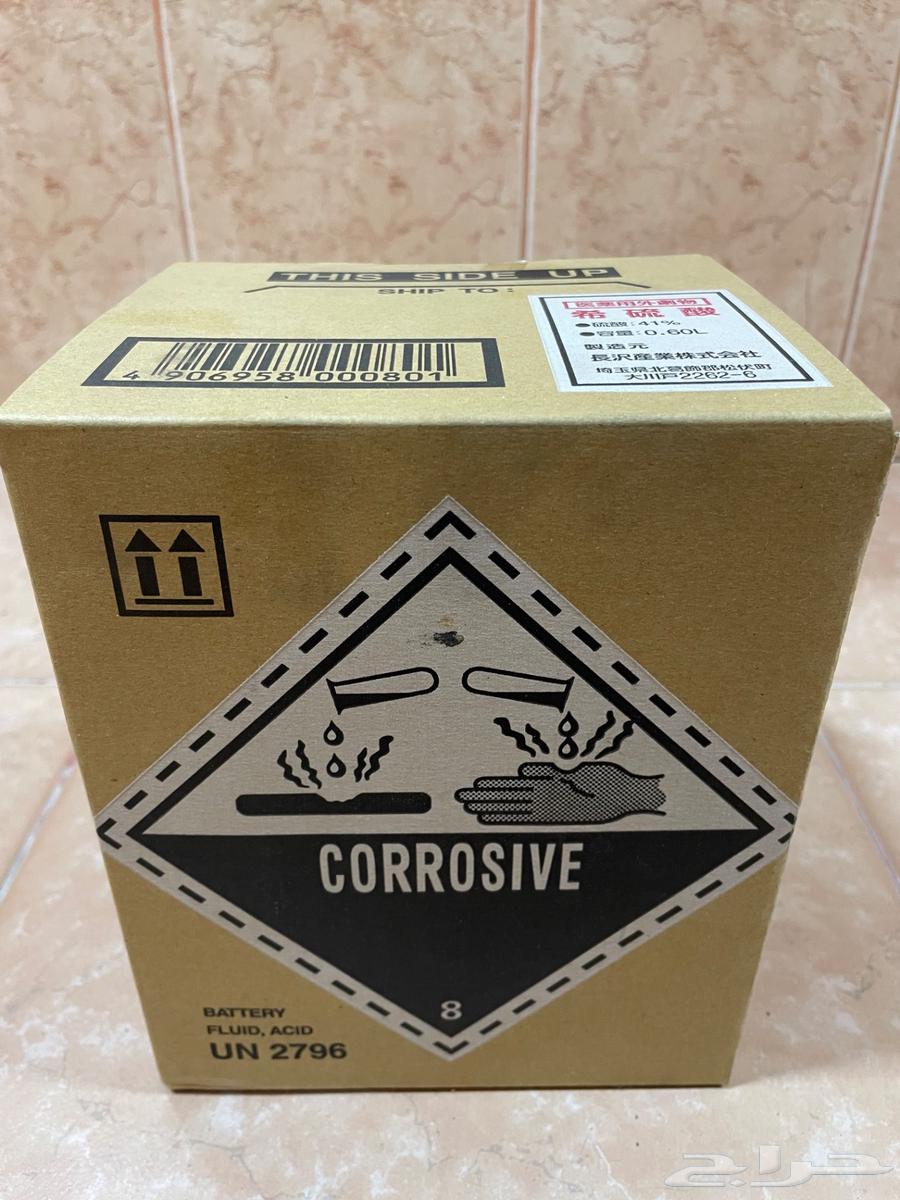 THIS SIDE UP
SHIP TO:
4 906958 000801
医薬用外劇物
希硫酸
●硫酸:41%
●容量:0.60L
製造元
長沢産業株式会社
埼玉県北葛飾郡松伏町
大川戸2262-6
CORROSIVE
8
BATTERY
FLUID, ACID
UN 2796
حراج